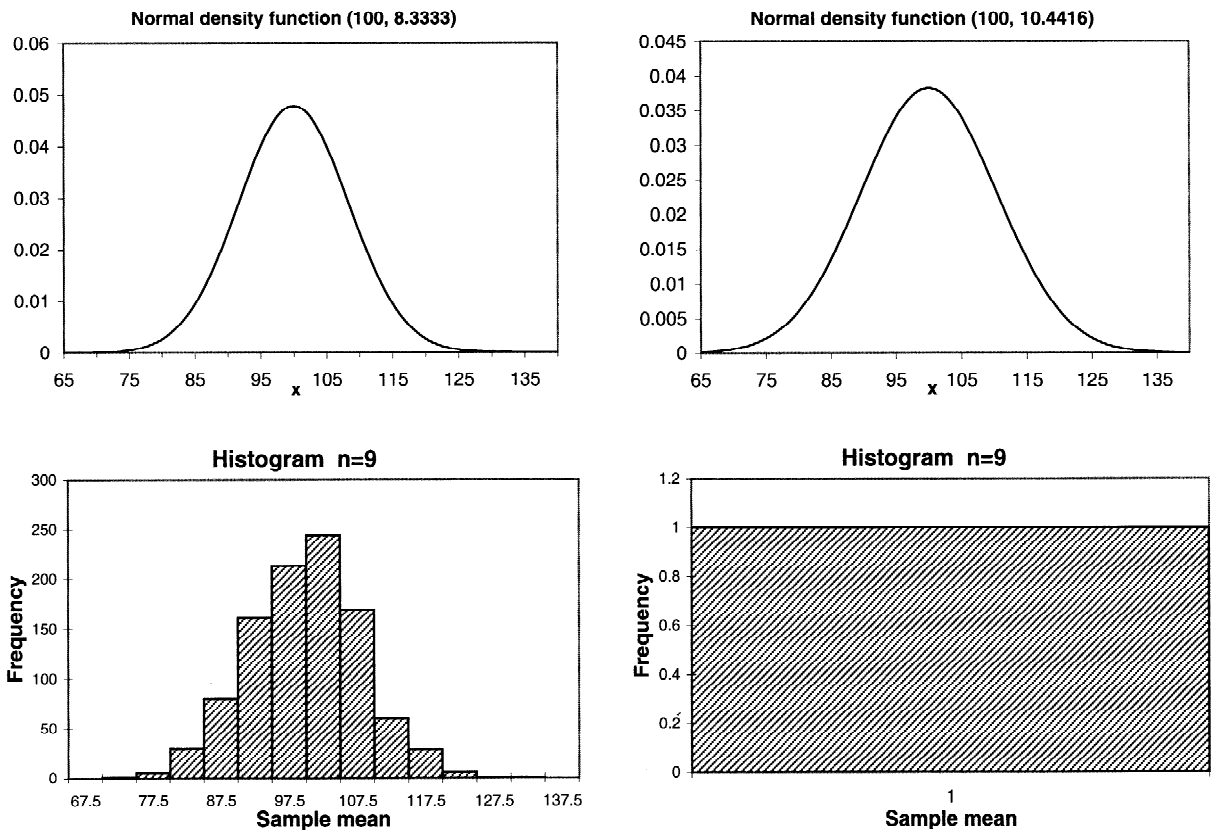 Normal density function (100, 8.3333)
0.06
0.05
0.04
0.03
0.02
0.01
0
65 75 85 95 105 115 125 135
x
Normal density function (100, 10.4416)
0.045
0.04
0.035
0.03
0.025
0.02
0.015
0.01
0.005
0
65 75 85 95 105 115 125 135
x
Histogram n=9
300
250
200
150
100
50
0
Frequency
67.5 77.5 87.5 97.5 107.5 117.5 127.5 137.5
Sample mean
Histogram n=9
1.2
1
0.8
0.6
0.4
0.2
0
Frequency
1
Sample mean